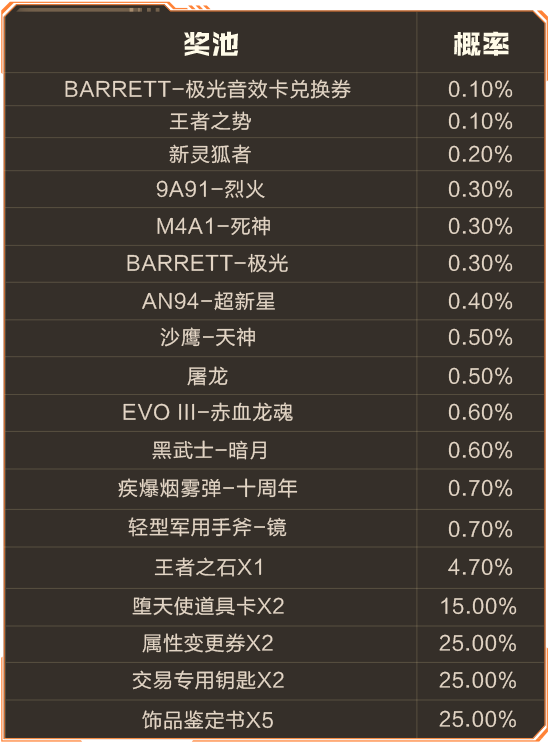 奖池 概率
BARRETT-极光音效卡兑换券 0.10%
王者之势 0.10%
新灵狐者 0.20%
9A91-烈火 0.30%
M4A1-死神 0.30%
BARRETT-极光 0.30%
AN94-超新星 0.40%
沙鹰-天神 0.50%
屠龙 0.50%
EVO III-赤血龙魂 0.60%
黑武士-暗月 0.60%
疾爆烟雾弹-十周年 0.70%
轻型军用手斧-镜 0.70%
王者之石X1 4.70%
堕天使道具卡X2 15.00%
属性变更券X2 25.00%
交易专用钥匙X2 25.00%
饰品鉴定书X5 25.00%